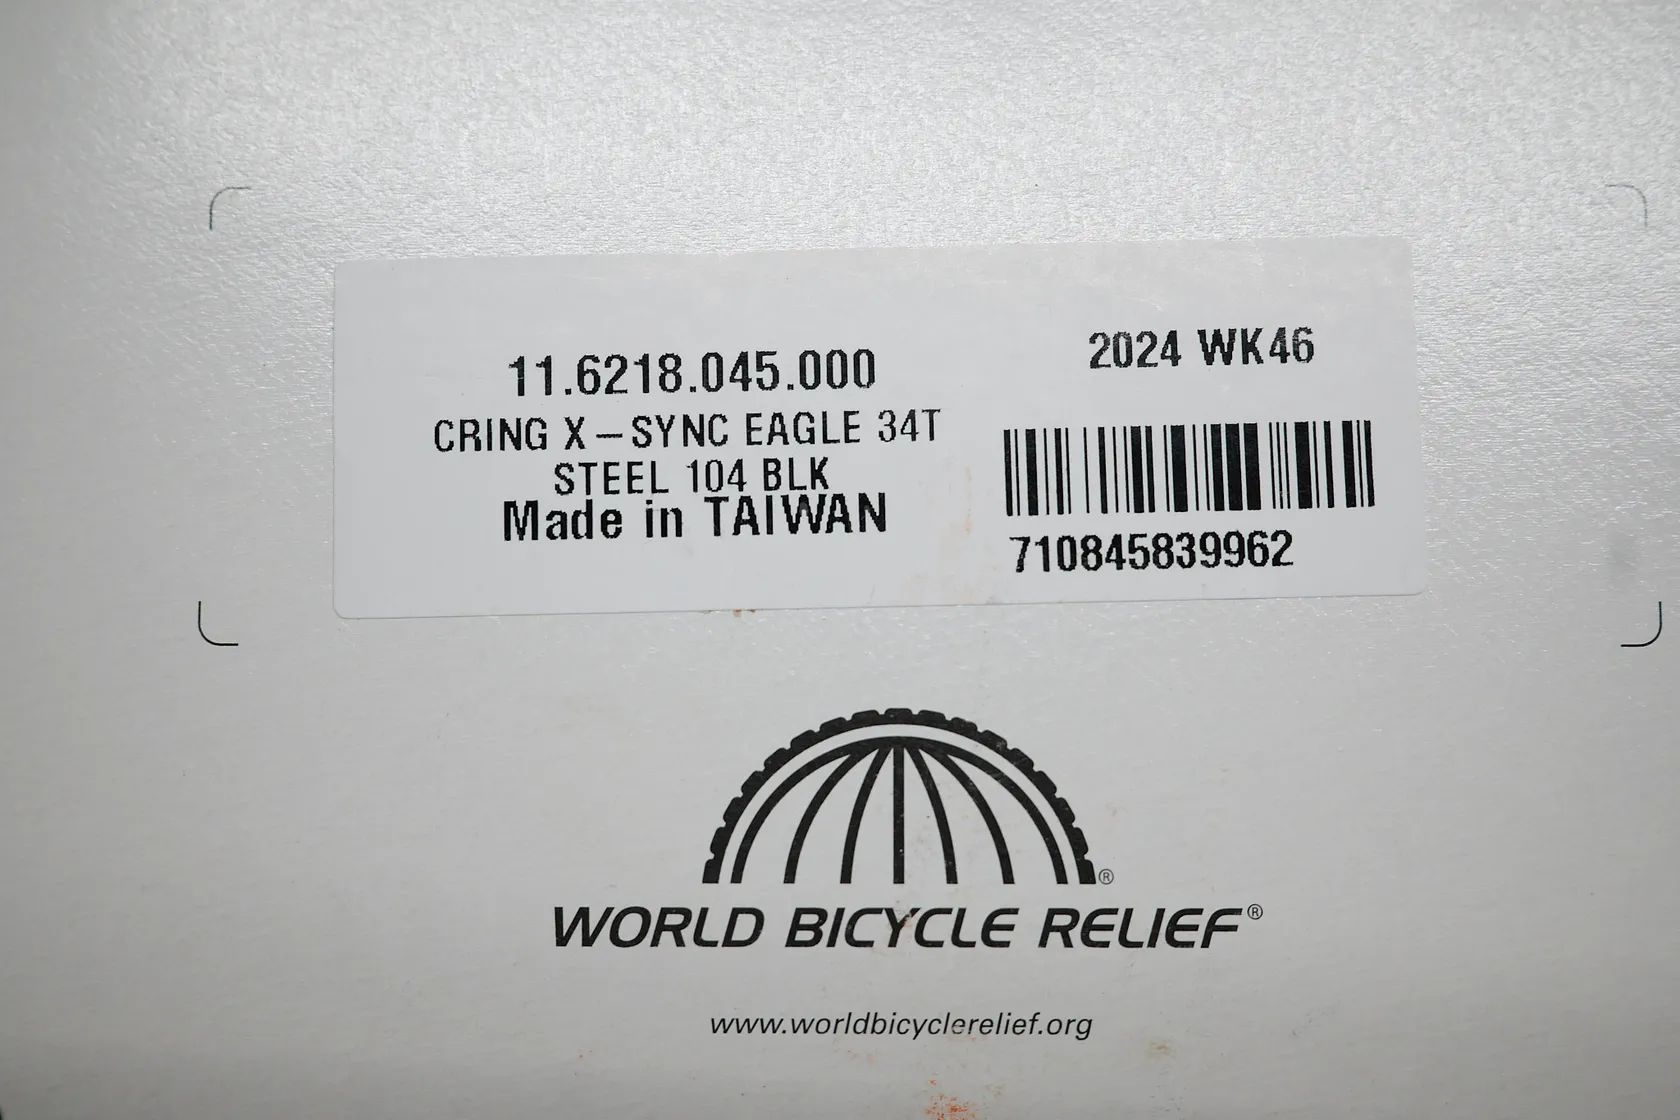 11.6218.045.000
CRING X–SYNC EAGLE 34T
STEEL 104 BLK
Made in TAIWAN
2024 WK46
710845839962
®
WORLD BICYCLE RELIEF®
www.worldbicyclerelief.org